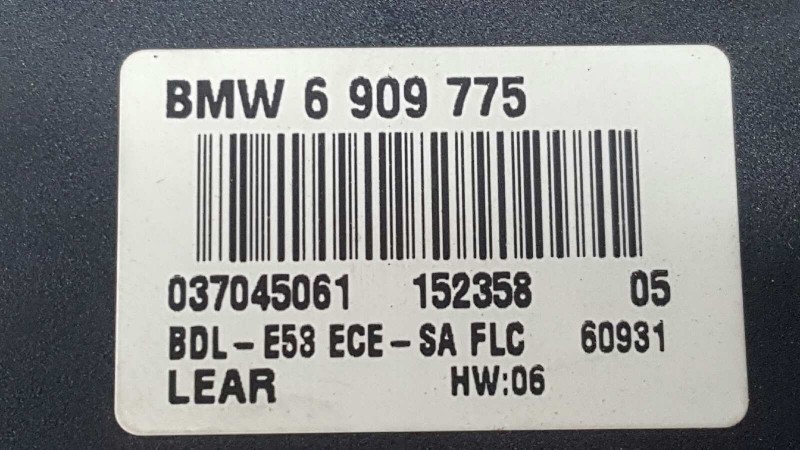 BMW 6 909 775
037045061 152358 05
BDL-E53 ECE-SA FLC 60931
LEAR HW:06